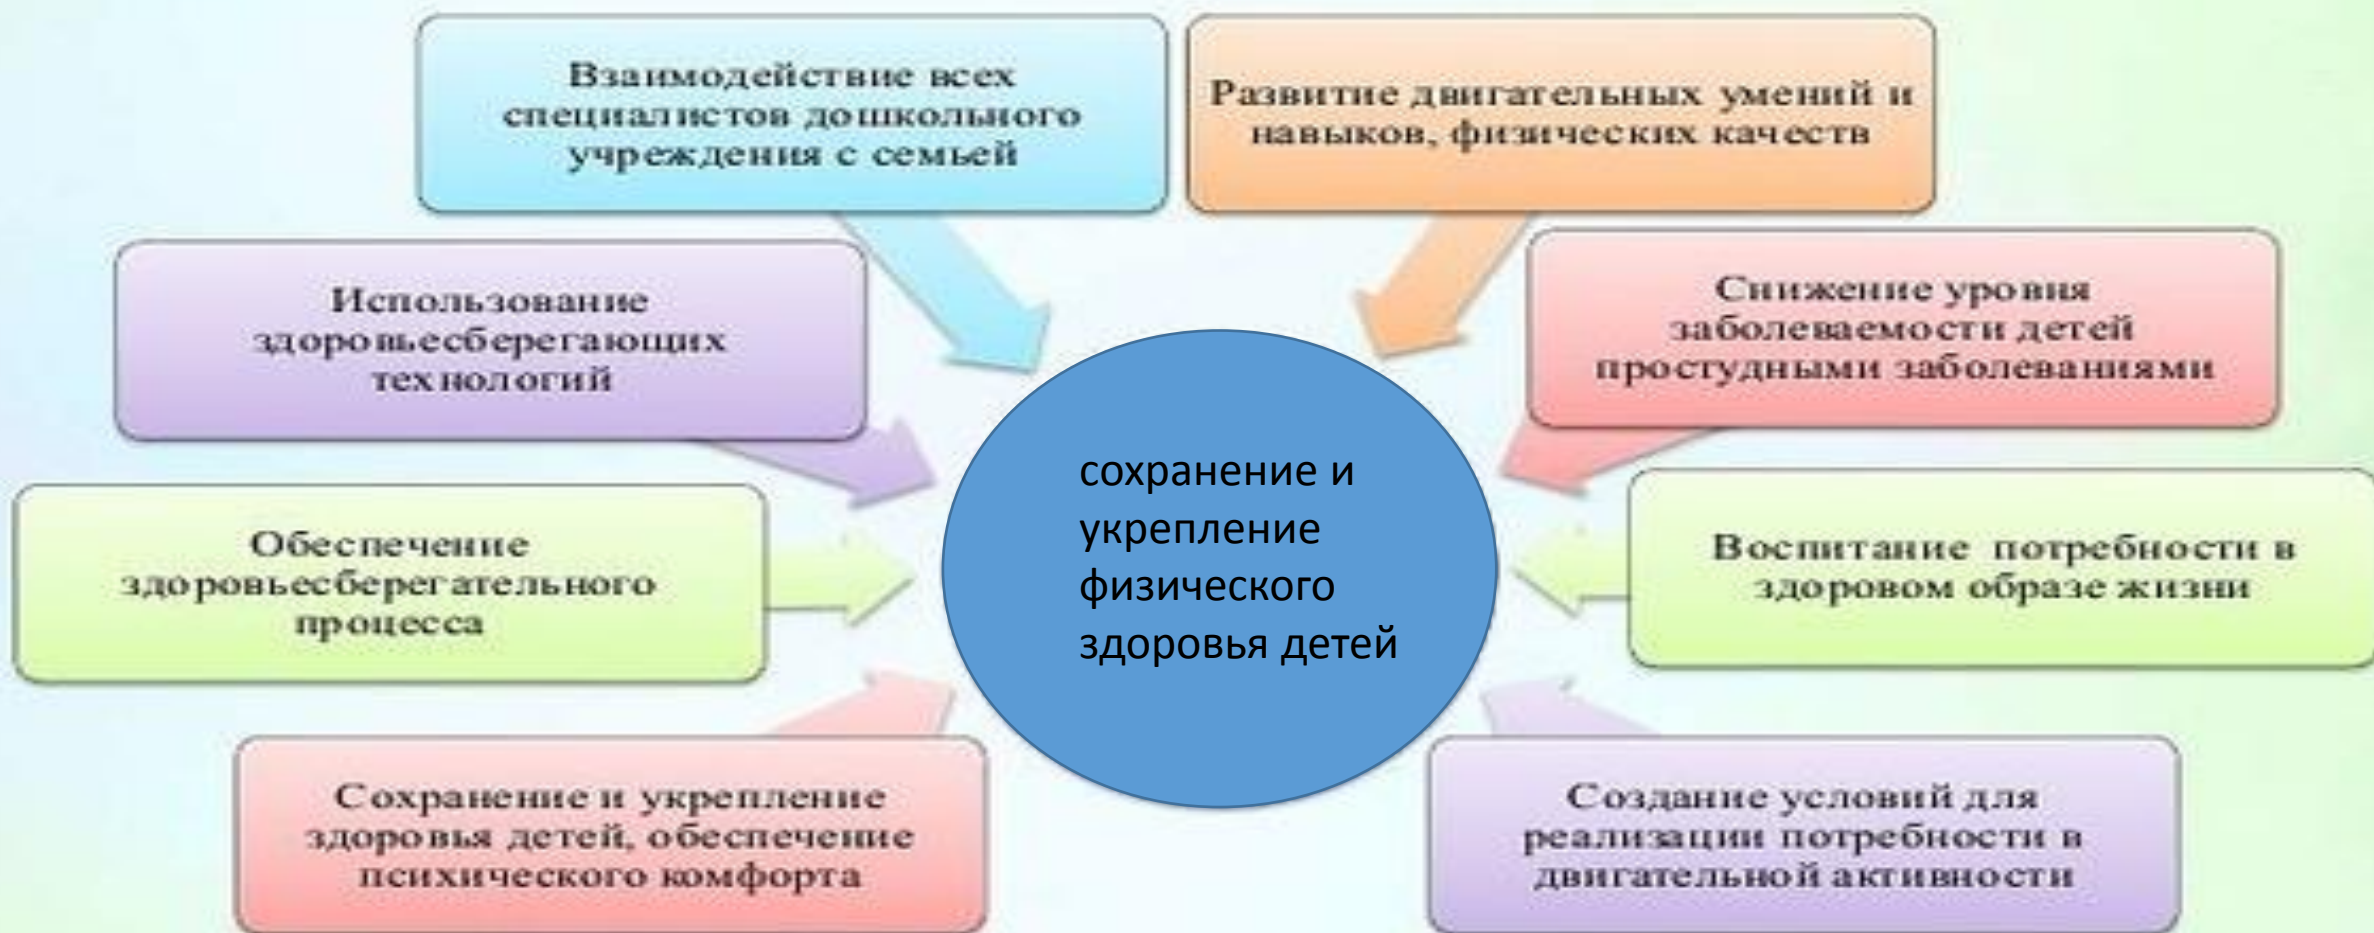 Взаимодействие всех
специалистов дошкольного
учреждения с семьей
Развитие двигательных умений и
навыков, физических качеств
Использование
здоровьесберегающих
технологий
Снижение уровня
заболеваемости детей
простудными заболеваниями
сохранение и
укрепление
физического
здоровья детей
Обеспечение
здоровьесберегательного
процесса
Воспитание потребности в
здоровом образе жизни
Сохранение и укрепление
здоровья детей, обеспечение
психического комфорта
Создание условий для
реализации потребности в
двигательной активности